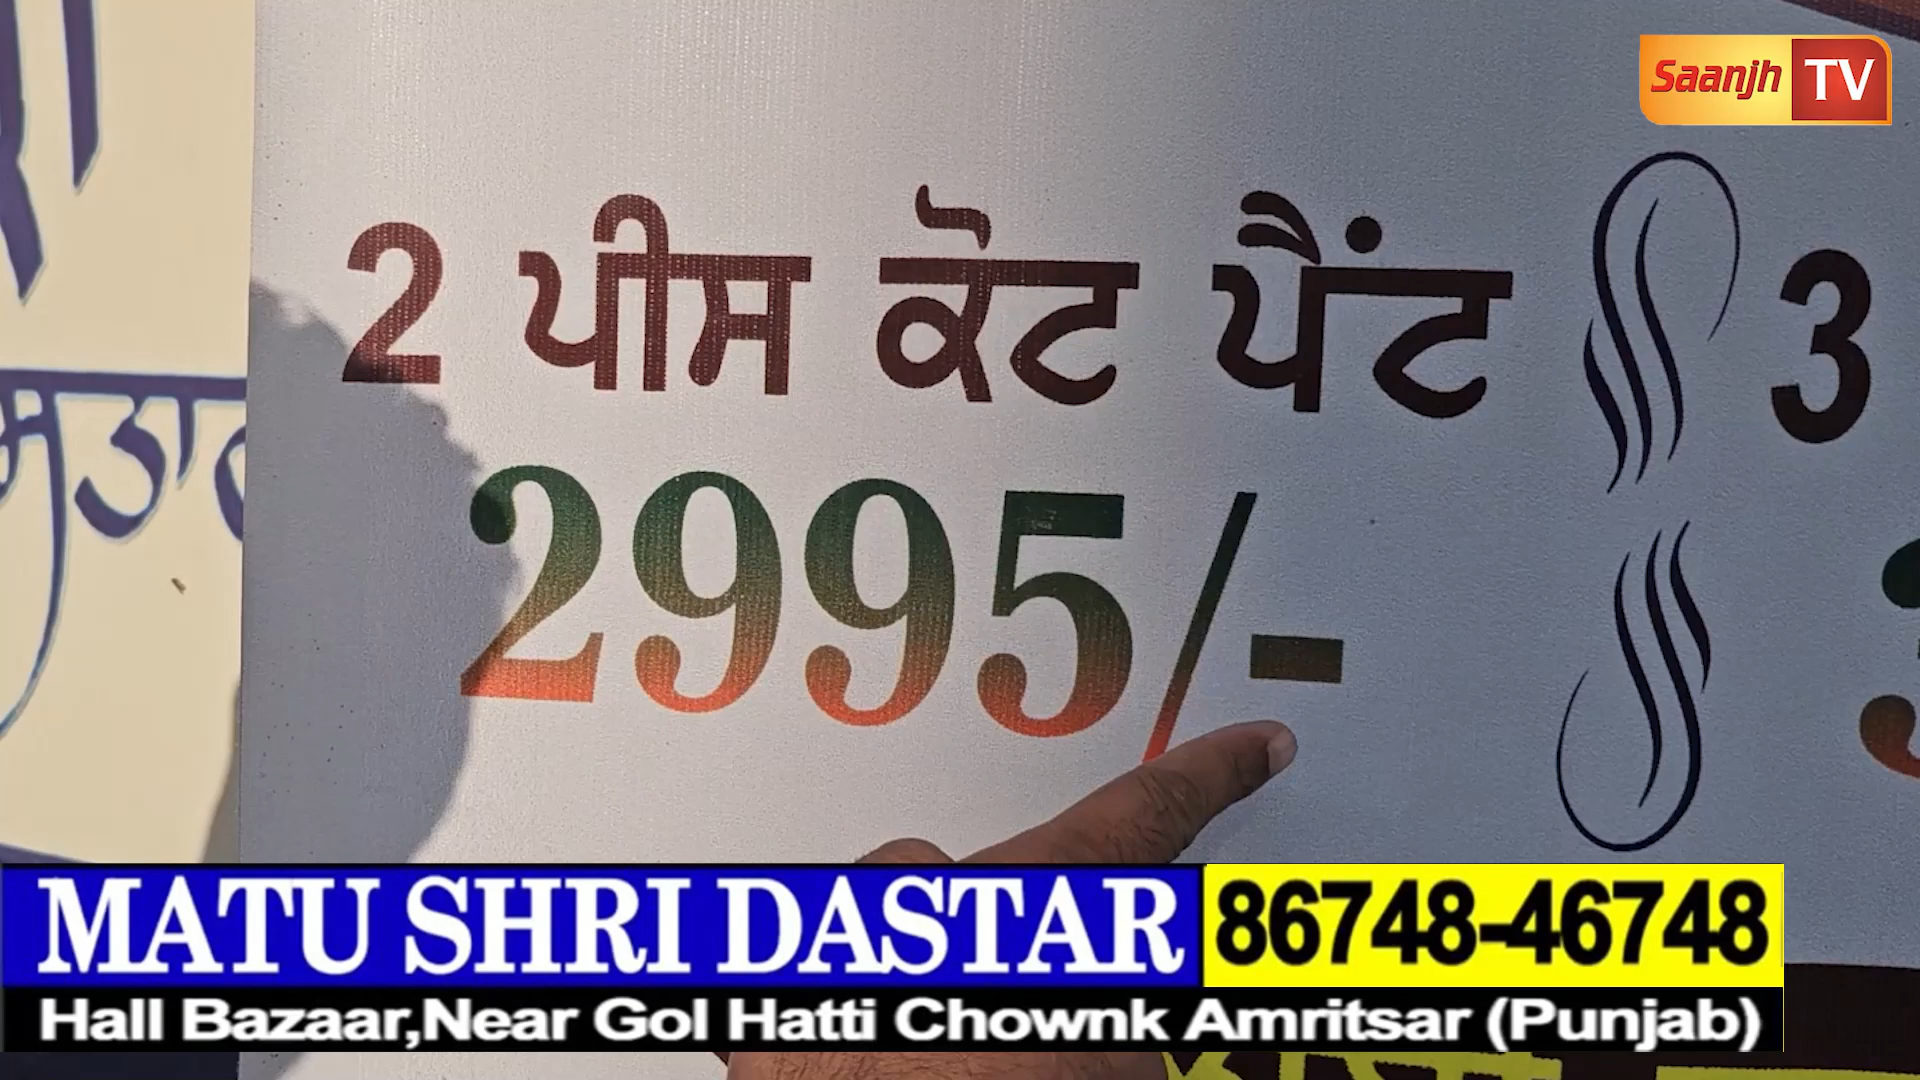 Saanjh TV
2 ਪੀਸ ਕੋਟ ਪੈਂਟ 3
2995/-
MATU SHRI DASTAR 86748-46748
Hall Bazaar,Near Gol Hatti Chownk Amritsar (Punjab)